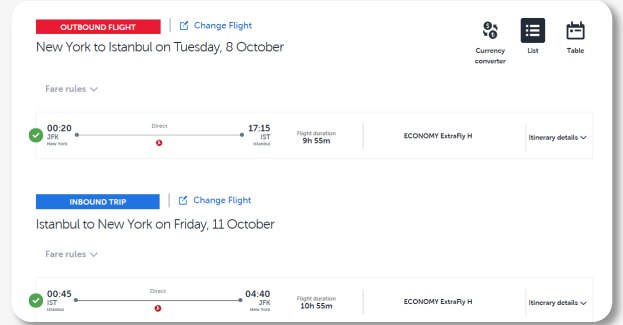 OUTBOUND FLIGHT
Change Flight
New York to Istanbul on Tuesday, 8 October
Currency converter
List
Table
Fare rules
00:20
JFK
New York
Direct
17:15
IST
Istanbul
Flight duration
9h 55m
ECONOMY ExtraFly H
Itinerary details
INBOUND TRIP
Change Flight
Istanbul to New York on Friday, 11 October
Fare rules
00:45
IST
Istanbul
Direct
04:40
JFK
New York
Flight duration
10h 55m
ECONOMY ExtraFly H
Itinerary details